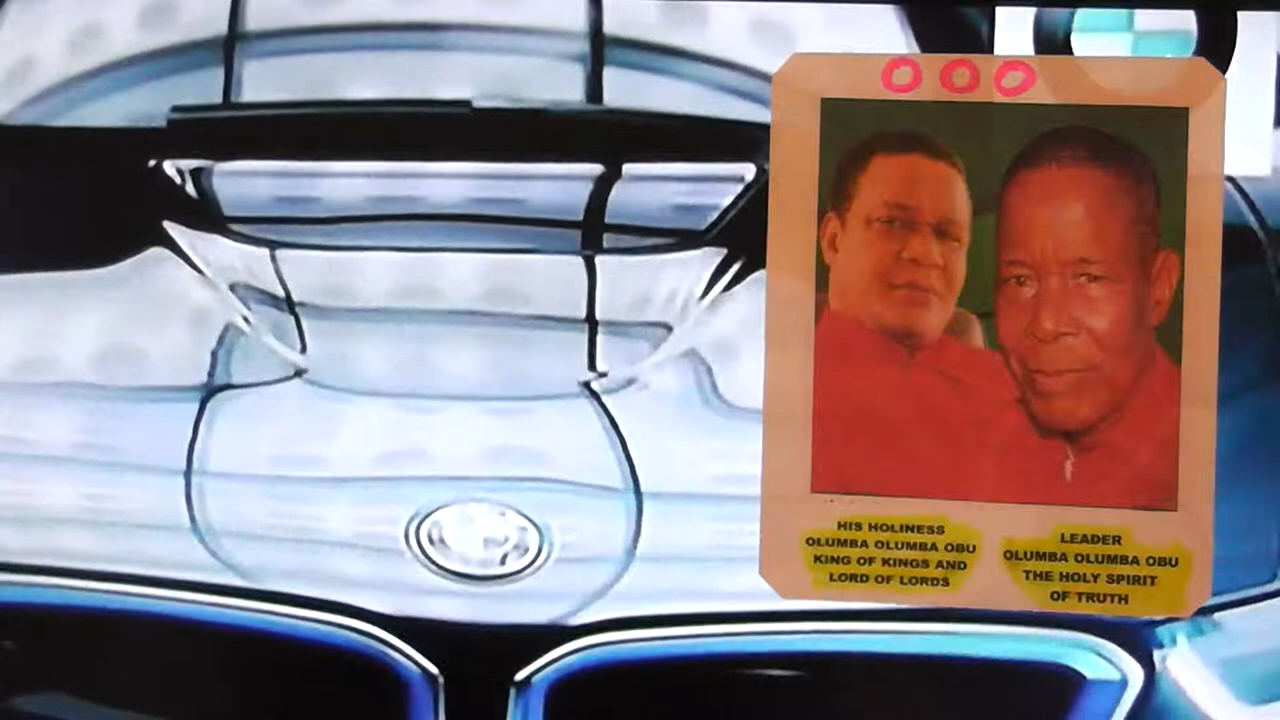 O O O
HIS HOLINESS
OLUMBA OLUMBA OBU
KING OF KINGS AND
LORD OF LORDS
LEADER
OLUMBA OLUMBA OBU
THE HOLY SPIRIT
OF TRUTH